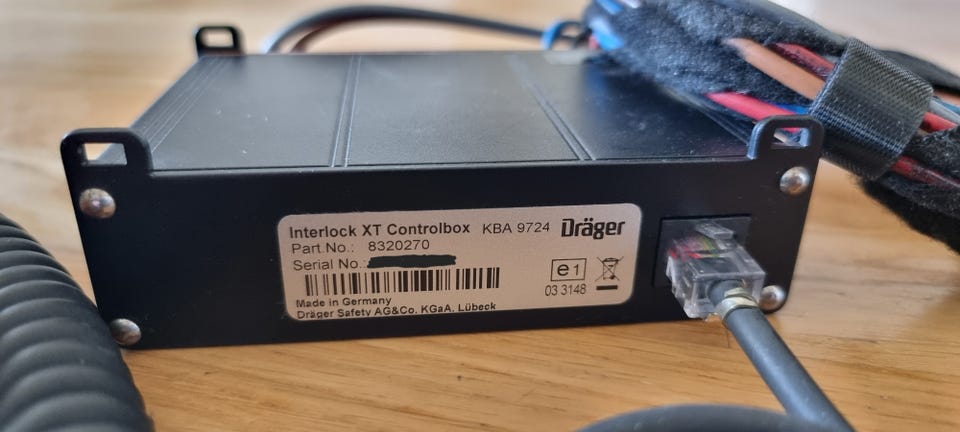 Interlock XT Controlbox KBA 9724 Dräger
Part No.: 8320270
Serial No.:
e1
03 3148
Made in Germany
Dräger Safety AG&Co. KGaA. Lübeck